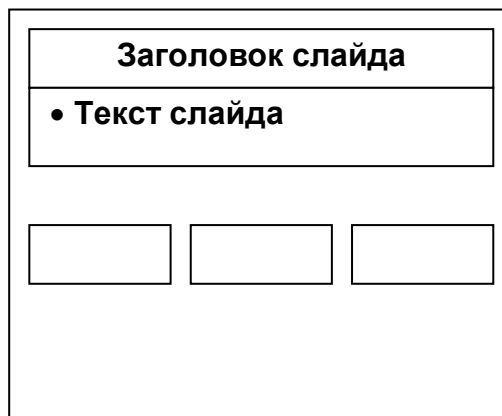 Заголовок слайда
• Текст слайда